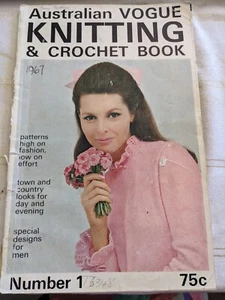 Australian VOGUE
KNITTING
& CROCHET BOOK
1967
patterns
high on
fashion,
low on
effort
town and
country
looks for
day and
evening
special
designs
for
men
Number 1
75c